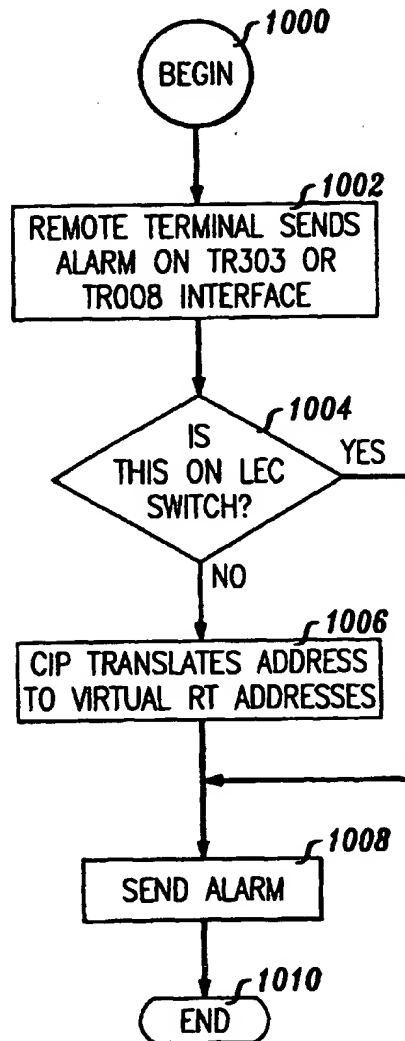 1000
BEGIN
1002
REMOTE TERMINAL SENDS
ALARM ON TR303 OR
TR008 INTERFACE
1004
IS
THIS ON LEC
SWITCH?
YES
NO
1006
CIP TRANSLATES ADDRESS
TO VIRTUAL RT ADDRESSES
1008
SEND ALARM
1010
END